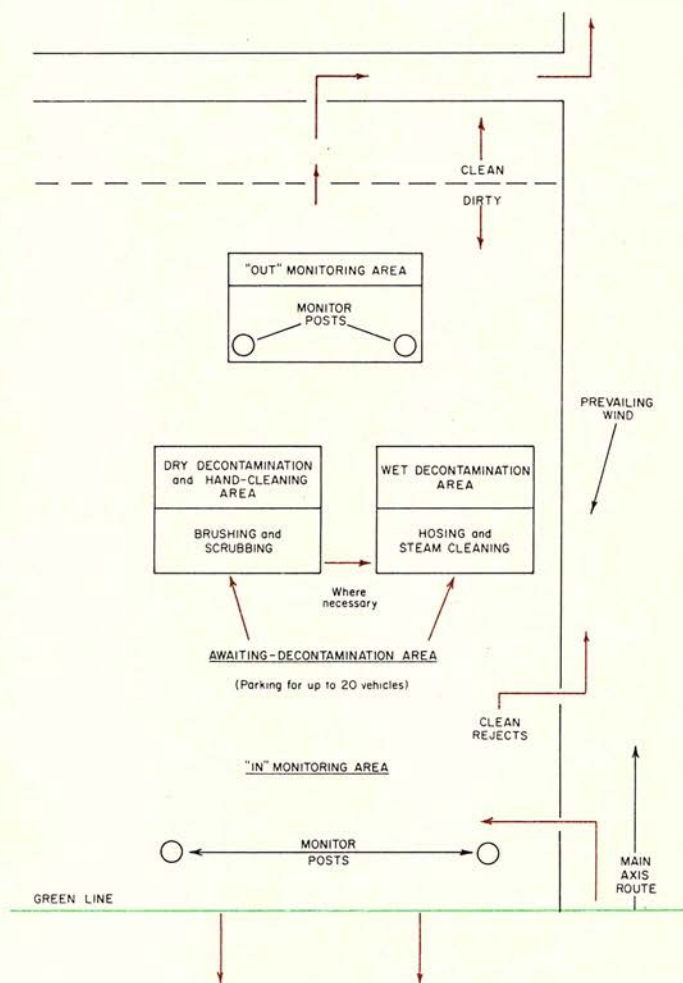 CLEAN
DIRTY
"OUT" MONITORING AREA
MONITOR
POSTS
PREVAILING
WIND
DRY DECONTAMINATION
and HAND-CLEANING
AREA
BRUSHING and
SCRUBBING
WET DECONTAMINATION
AREA
HOSING and
STEAM CLEANING
Where
necessary
AWAITING-DECONTAMINATION AREA
(Parking for up to 20 vehicles)
CLEAN
REJECTS
"IN" MONITORING AREA
MONITOR
POSTS
MAIN
AXIS
ROUTE
GREEN LINE